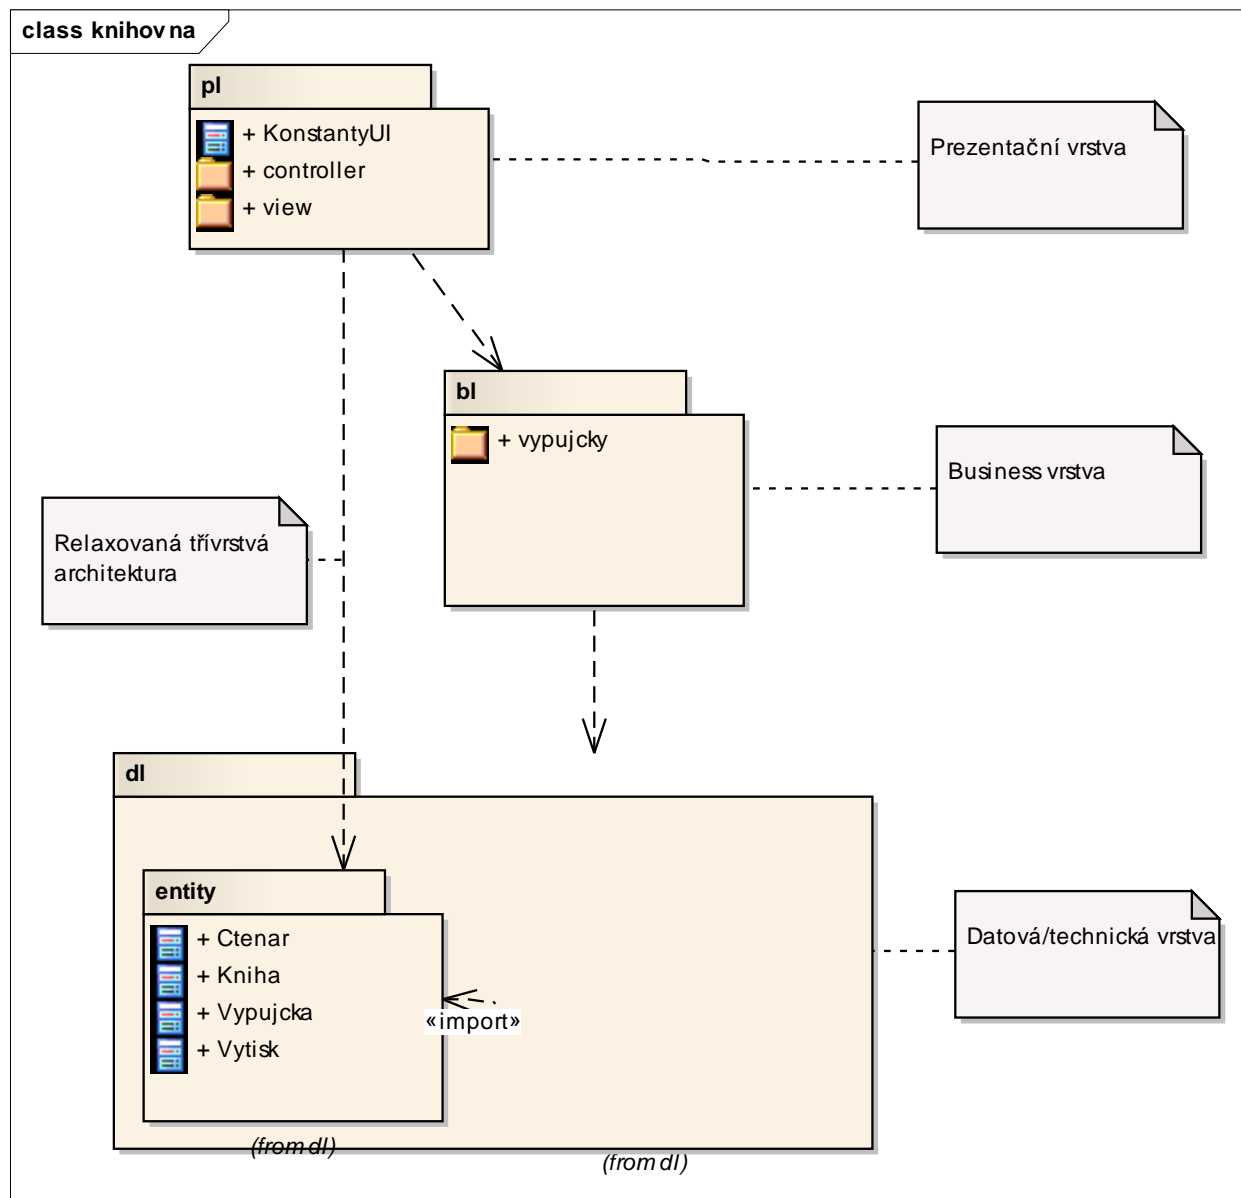 class knihovna
pl
+ KonstantyUI
+ controller
+ view
Prezentační vrstva
bl
+ vypujcky
Business vrstva
Relaxovaná třívrstvá
architektura
dl
entity
+ Ctenar
+ Kniha
+ Vypujcka
+ Vytisk
«import»
Datová/technická vrstva
(from dl)
(from dl)